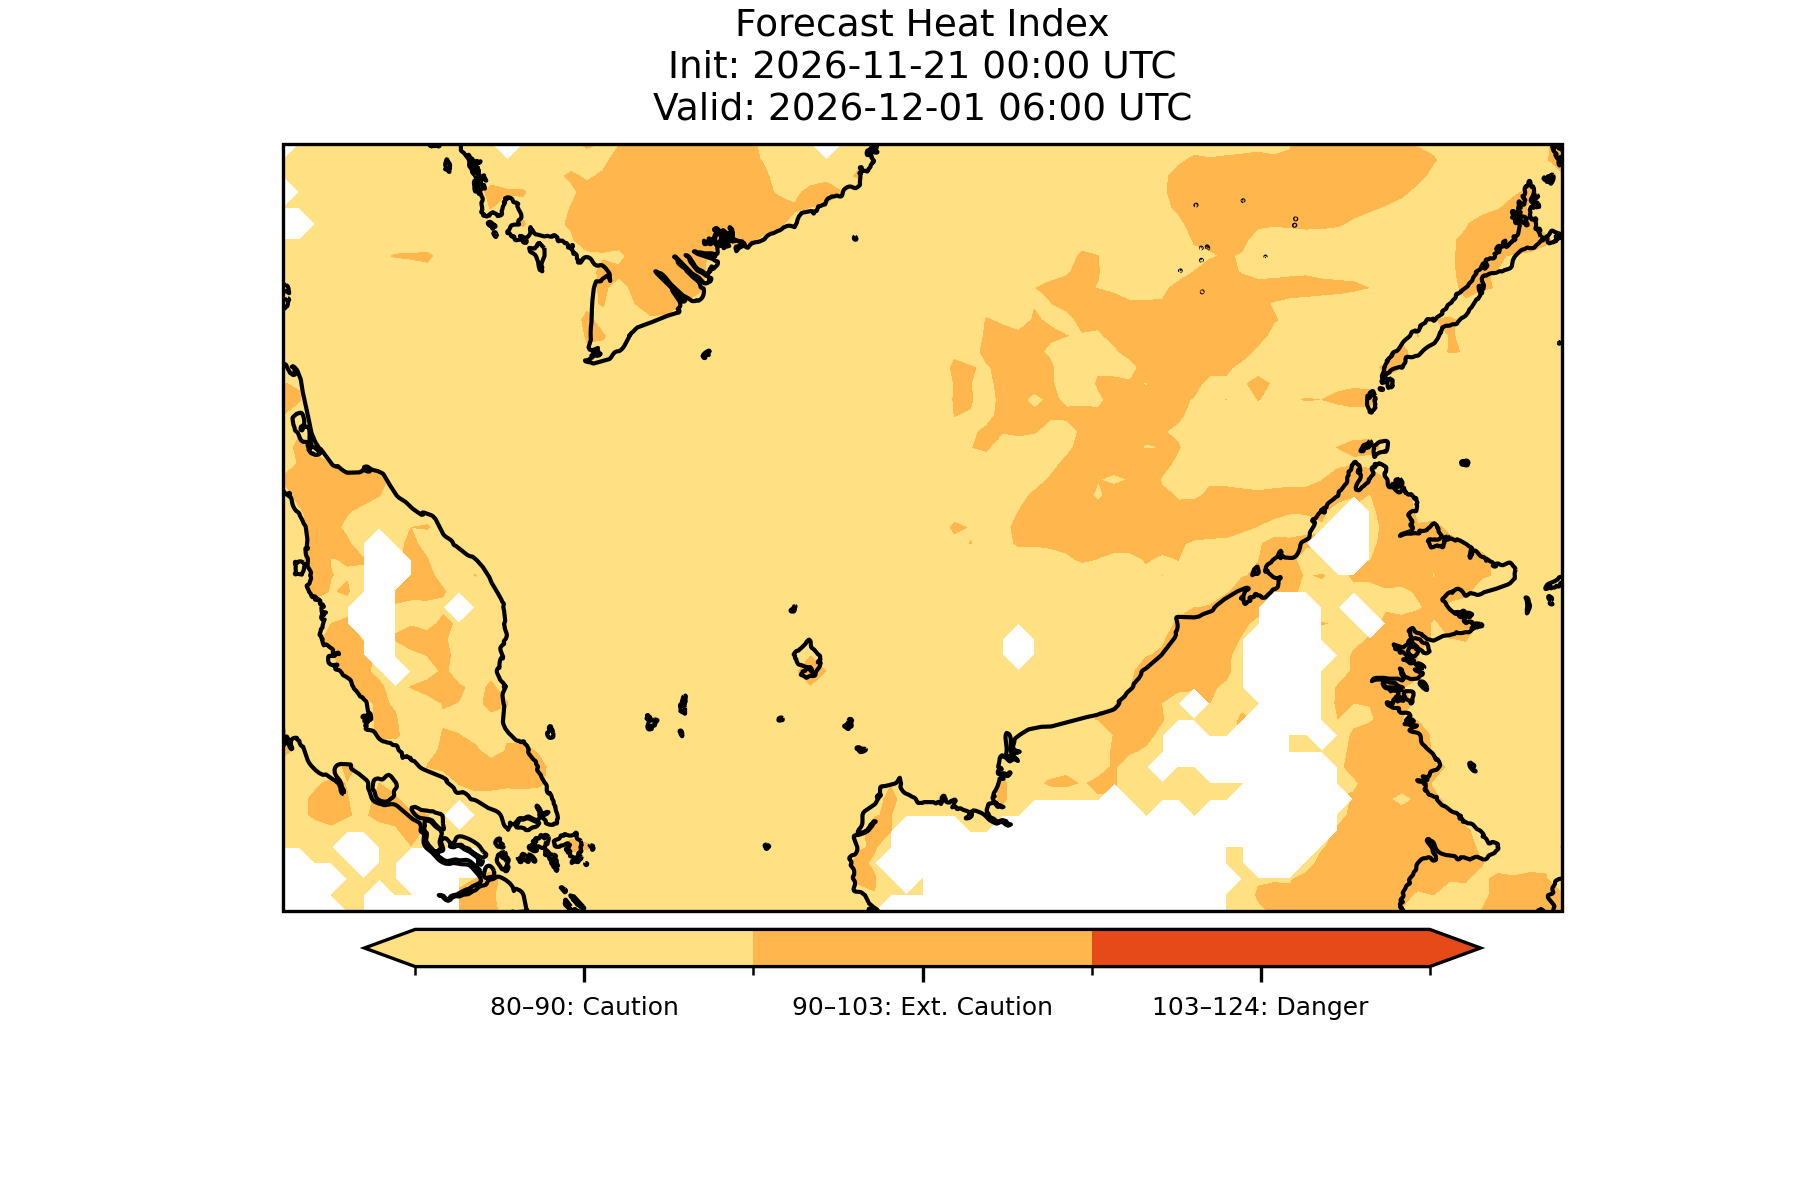 Forecast Heat Index
Init: 2026-11-21 00:00 UTC
Valid: 2026-12-01 06:00 UTC
80–90: Caution
90–103: Ext. Caution
103–124: Danger